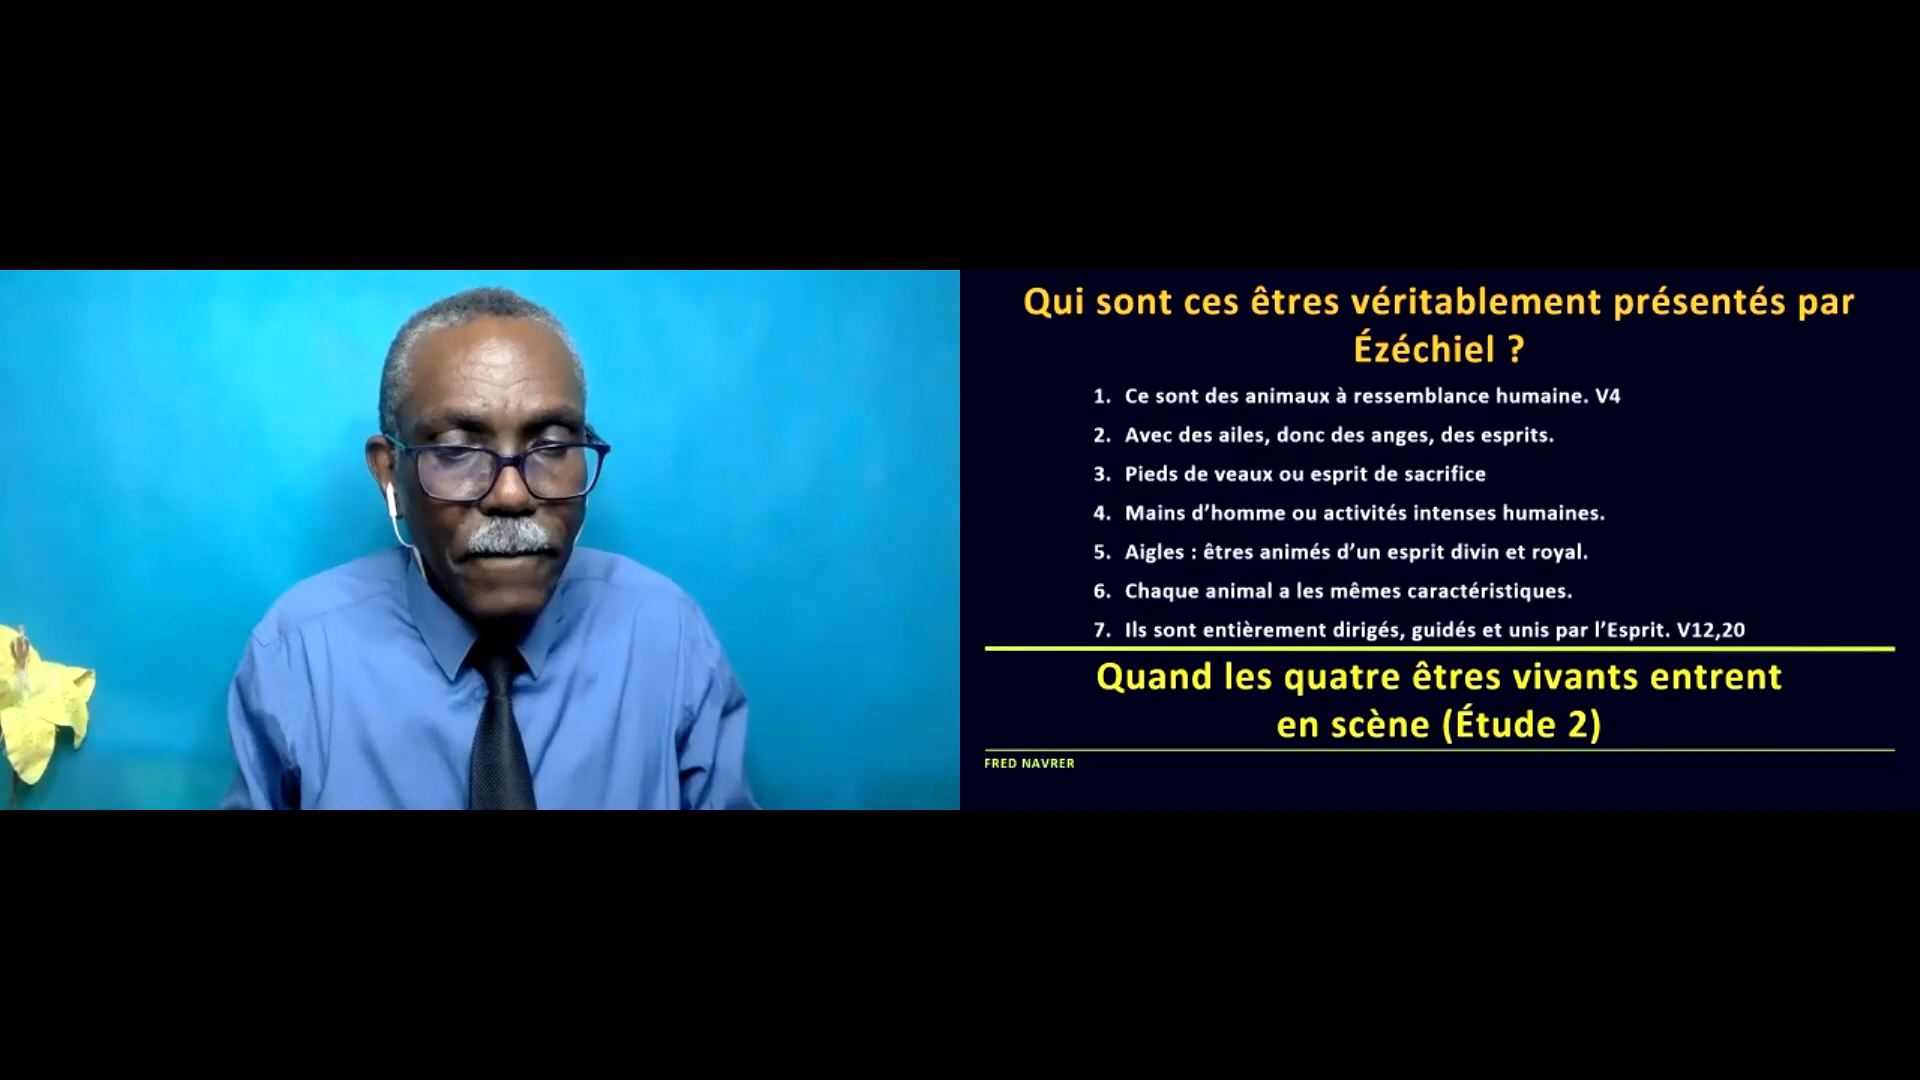 Qui sont ces êtres véritablement présentés par
Ézéchiel ?
1. Ce sont des animaux à ressemblance humaine. V4
2. Avec des ailes, donc des anges, des esprits.
3. Pieds de veaux ou esprit de sacrifice
4. Mains d’homme ou activités intenses humaines.
5. Aigles : êtres animés d’un esprit divin et royal.
6. Chaque animal a les mêmes caractéristiques.
7. Ils sont entièrement dirigés, guidés et unis par l’Esprit. V12,20
Quand les quatre êtres vivants entrent
en scène (Étude 2)
FRED NAVRER